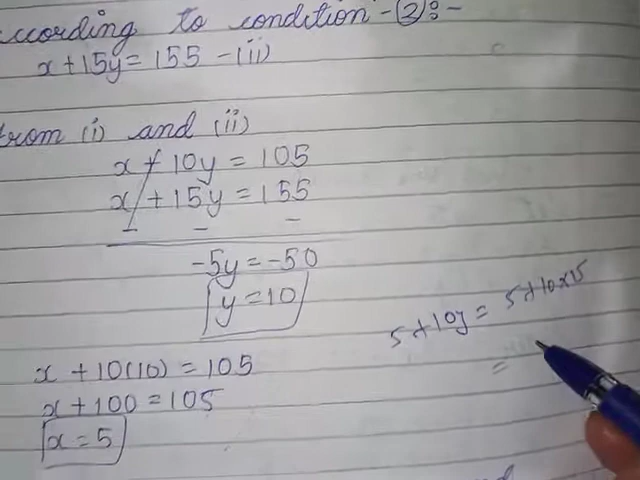 according to condition - (2) :-
x + 15y = 155 - (ii)
from (i) and (ii)
x + 10y = 105
x + 15y = 155
- - -
-5y = -50
y = 10
5 + 10y = 5 + 10 × 15
=
x + 10(10) = 105
x + 100 = 105
x = 5